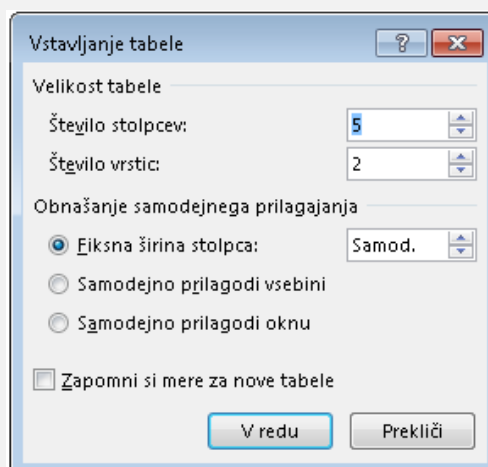 Vstavljanje tabele
Velikost tabele
Število stolpcev: 5
Število vrstic: 2
Obnašanje samodejnega prilagajanja
Fiksna širina stolpca: Samod.
Samodejno prilagodi vsebini
Samodejno prilagodi oknu
Zapomni si mere za nove tabele
V redu Prekliči